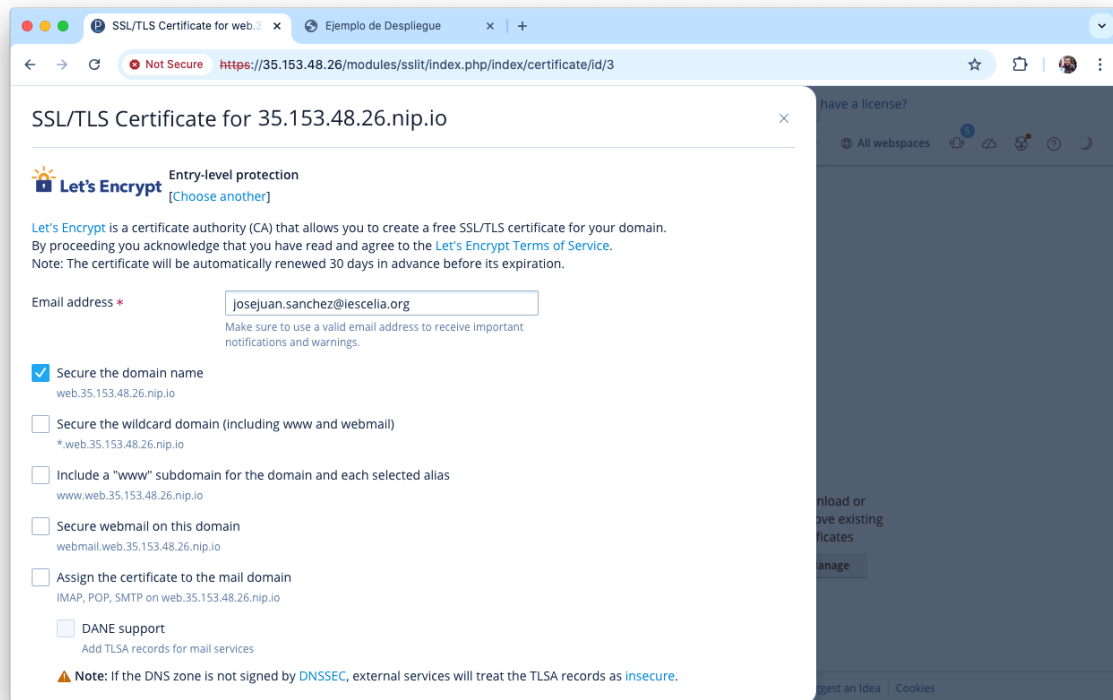 SSL/TLS Certificate for web.3
Ejemplo de Despliegue
Not Secure https://35.153.48.26/modules/sslit/index.php/index/certificate/id/3
SSL/TLS Certificate for 35.153.48.26.nip.io
have a license?
All webspaces
5
Let's Encrypt
Entry-level protection
[Choose another]
Let's Encrypt is a certificate authority (CA) that allows you to create a free SSL/TLS certificate for your domain.
By proceeding you acknowledge that you have read and agree to the Let's Encrypt Terms of Service.
Note: The certificate will be automatically renewed 30 days in advance before its expiration.
Email address *
josejuan.sanchez@iescelia.org
Make sure to use a valid email address to receive important
notifications and warnings.
Secure the domain name
web.35.153.48.26.nip.io
Secure the wildcard domain (including www and webmail)
*.web.35.153.48.26.nip.io
Include a "www" subdomain for the domain and each selected alias
www.web.35.153.48.26.nip.io
Secure webmail on this domain
webmail.web.35.153.48.26.nip.io
Assign the certificate to the mail domain
IMAP, POP, SMTP on web.35.153.48.26.nip.io
DANE support
Add TLSA records for mail services
Note: If the DNS zone is not signed by DNSSEC, external services will treat the TLSA records as insecure.
nload or
ove existing
ificates
anage
ggest an Idea
Cookies